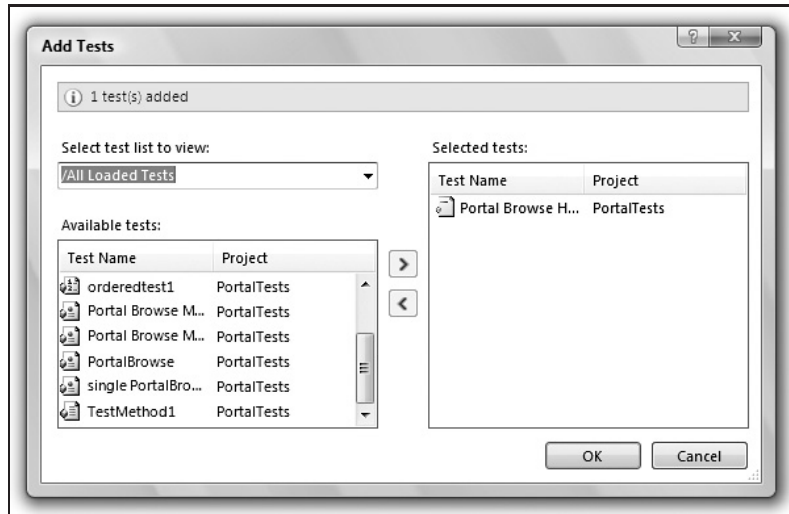 Add Tests
1 test(s) added
Select test list to view:
/All Loaded Tests
Available tests:
Test Name Project
orderedtest1 PortalTests
Portal Browse M... PortalTests
Portal Browse M... PortalTests
PortalBrowse PortalTests
single PortalBro... PortalTests
TestMethod1 PortalTests
Selected tests:
Test Name Project
Portal Browse H... PortalTests
OK Cancel